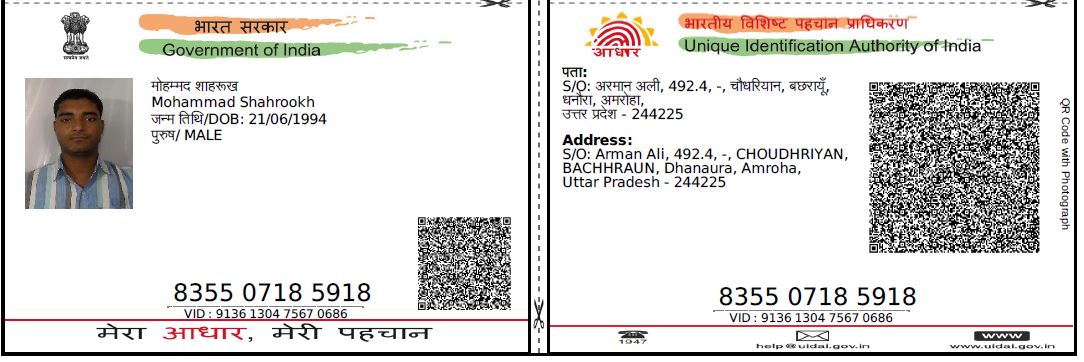 भारत सरकार
Government of India
मोहम्मद शाहरूख
Mohammad Shahrookh
जन्म तिथि/DOB: 21/06/1994
पुरुष/ MALE
8355 0718 5918
VID : 9136 1304 7567 0686
मेरा आधार, मेरी पहचान
आधार
भारतीय विशिष्ट पहचान प्राधिकरण
Unique Identification Authority of India
पता:
S/O: अरमान अली, 492.4, -, चौधरियान, बछरायूँ,
धनौरा, अमरोहा,
उत्तर प्रदेश - 244225
Address:
S/O: Arman Ali, 492.4, -, CHOUDHRIYAN,
BACHHRAUN, Dhanaura, Amroha,
Uttar Pradesh - 244225
QR Code with Photograph
8355 0718 5918
VID : 9136 1304 7567 0686
1947
help@uidai.gov.in
www
www.uidai.gov.in